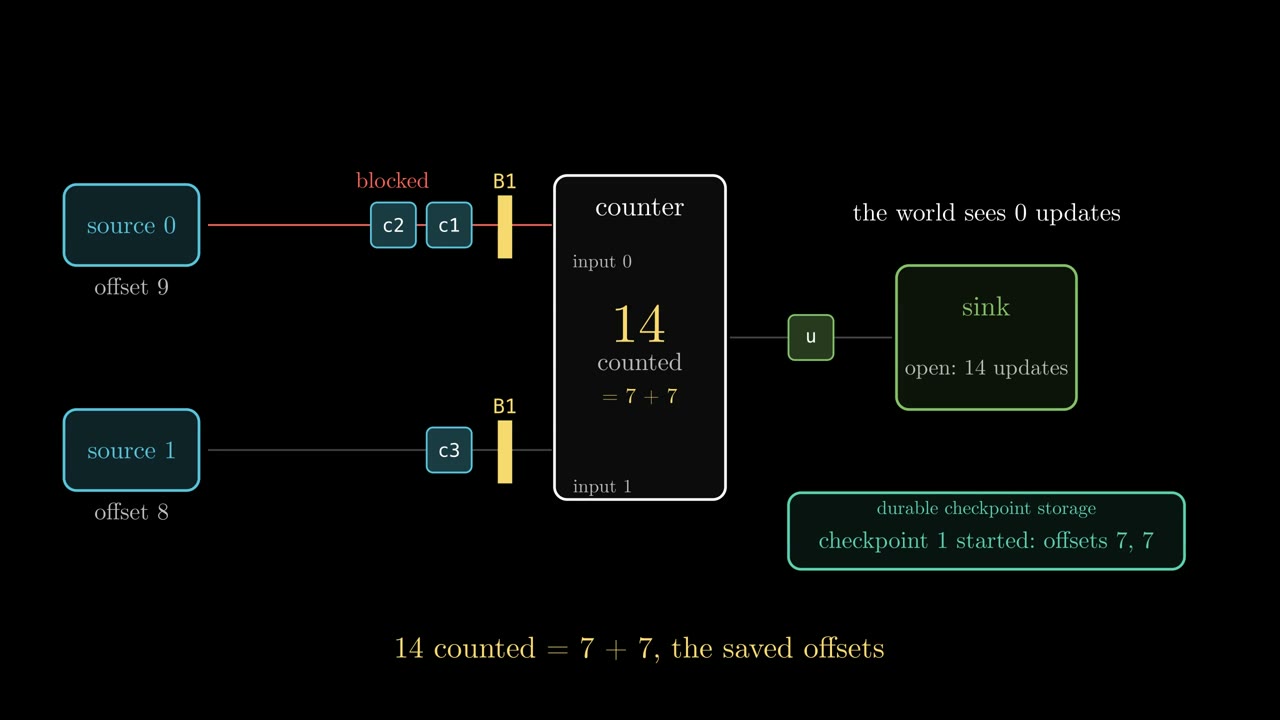 blocked
B1
source 0
c2
c1
offset 9
counter
input 0
14
counted
= 7 + 7
input 1
the world sees 0 updates
u
sink
open: 14 updates
B1
source 1
c3
offset 8
durable checkpoint storage
checkpoint 1 started: offsets 7, 7
14 counted = 7 + 7, the saved offsets